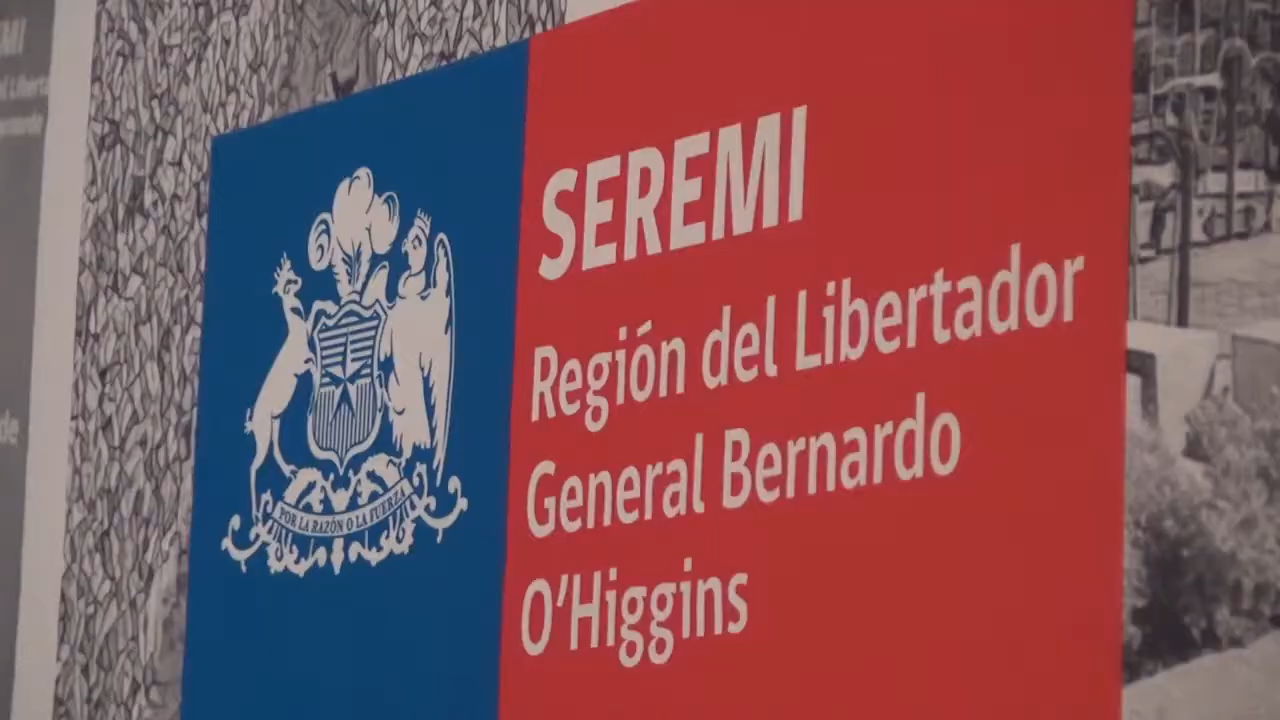 SEREMI
Región del Libertador
General Bernardo
O'Higgins
POR LA RAZÓN O LA FUERZA